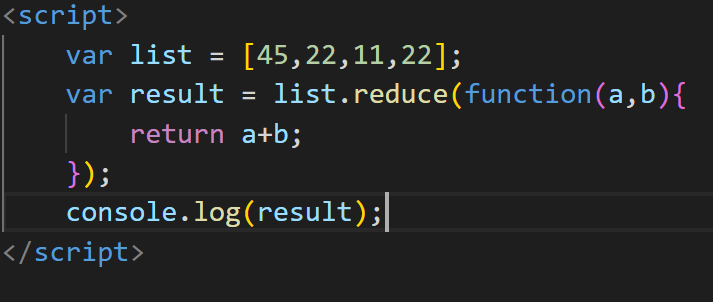 <script>
    var list = [45,22,11,22];
    var result = list.reduce(function(a,b){
        return a+b;
    });
    console.log(result);
</script>